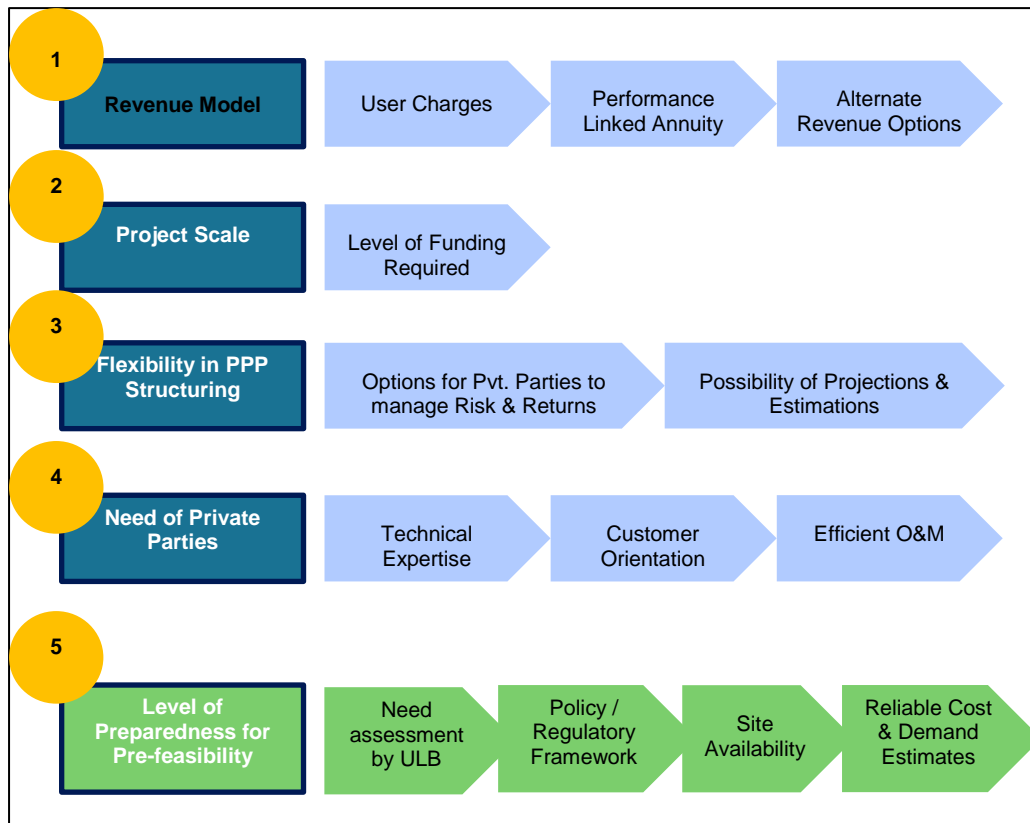 1
Revenue Model
User Charges
Performance
Linked Annuity
Alternate
Revenue Options
2
Project Scale
Level of Funding
Required
3
Flexibility in PPP
Structuring
Options for Pvt. Parties to
manage Risk & Returns
Possibility of Projections &
Estimations
4
Need of Private
Parties
Technical
Expertise
Customer
Orientation
Efficient O&M
5
Level of
Preparedness for
Pre-feasibility
Need
assessment
by ULB
Policy /
Regulatory
Framework
Site
Availability
Reliable Cost
& Demand
Estimates